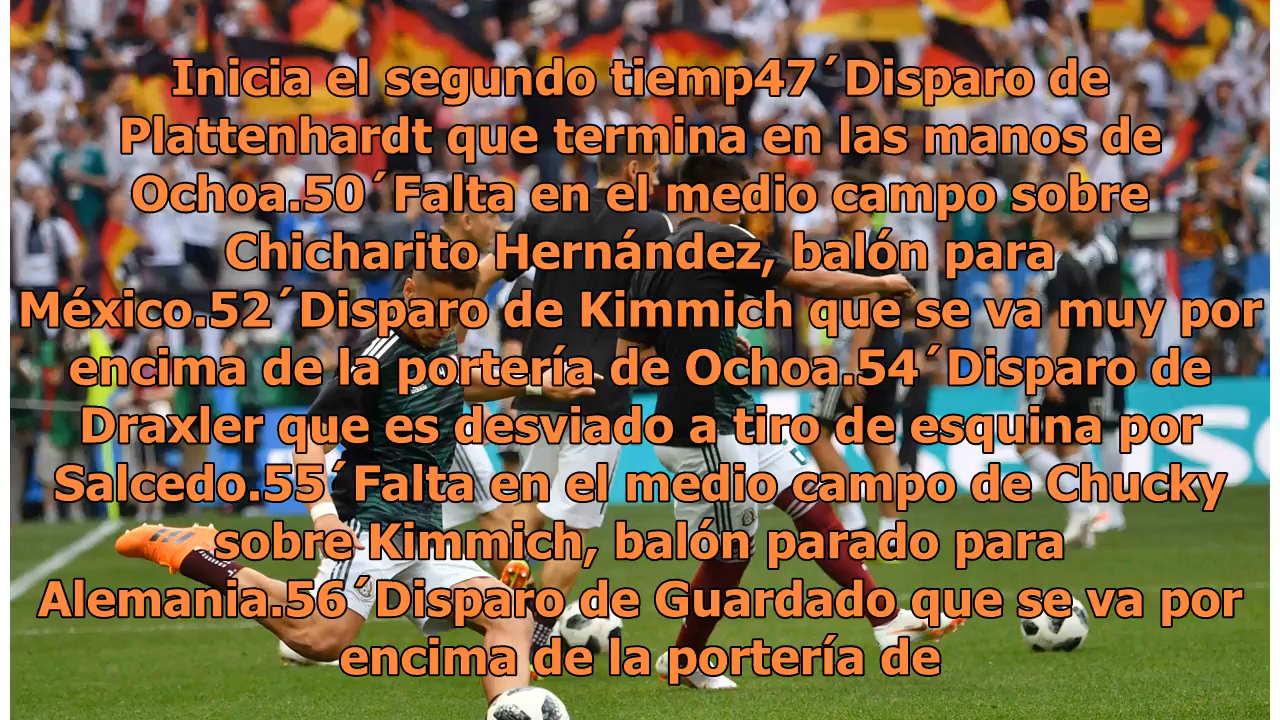 Inicia el segundo tiemp47´Disparo de
Plattenhardt que termina en las manos de
Ochoa.50´Falta en el medio campo sobre
Chicharito Hernández, balón para
México.52´Disparo de Kimmich que se va muy por
encima de la portería de Ochoa.54´Disparo de
Draxler que es desviado a tiro de esquina por
Salcedo.55´Falta en el medio campo de Chucky
sobre Kimmich, balón parado para
Alemania.56´Disparo de Guardado que se va por
encima de la portería de